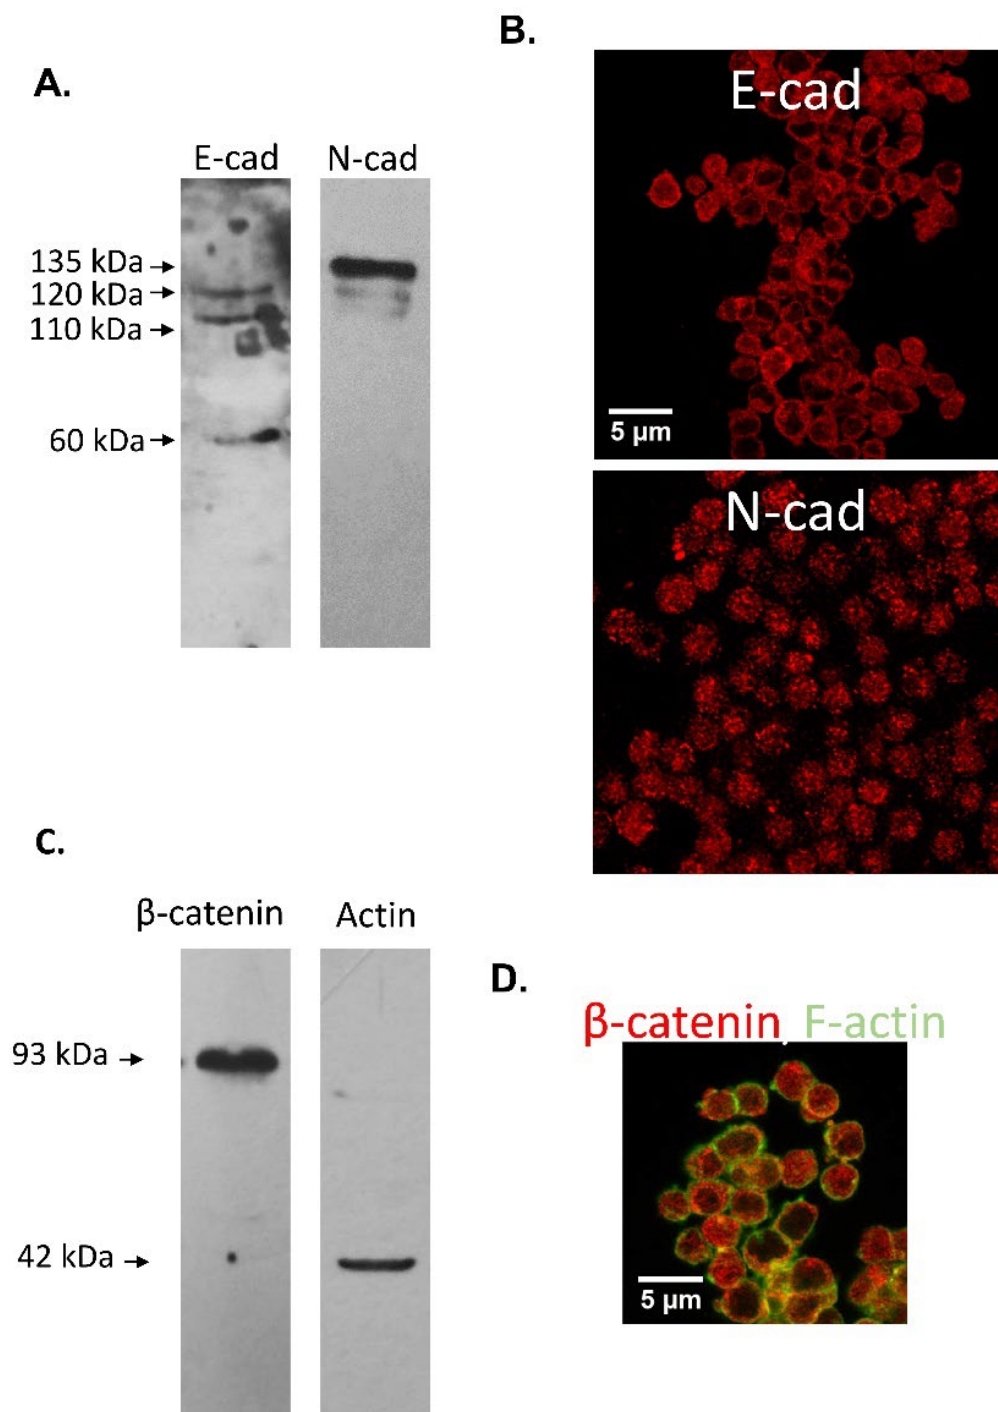 A.
E-cad N-cad
135 kDa
120 kDa
110 kDa
60 kDa
B.
E-cad
5 µm
N-cad
C.
β-catenin Actin
93 kDa
42 kDa
D.
β-catenin, F-actin
5 µm